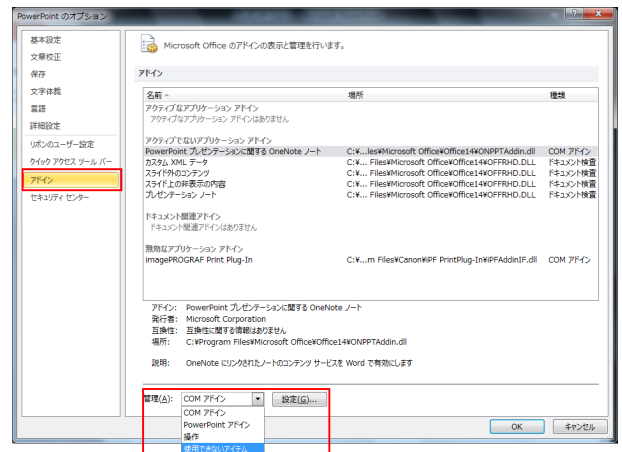 PowerPoint のオプション
基本設定
文章校正
保存
文字体裁
言語
詳細設定
リボンのユーザー設定
クイック アクセス ツール バー
アドイン
セキュリティ センター
Microsoft Office のアドインの表示と管理を行います。
アドイン
名前 場所 種類
アクティブなアプリケーション アドイン
アクティブなアプリケーション アドインはありません
アクティブでないアプリケーション アドイン
PowerPoint プレゼンテーションに関する OneNote ノート C:¥...les¥Microsoft Office¥Office14¥ONPPTAddin.dll COM アドイン
カスタム XML データ C:¥... Files¥Microsoft Office¥Office14¥OFFRHD.DLL ドキュメント検査
スライド外のコンテンツ C:¥... Files¥Microsoft Office¥Office14¥OFFRHD.DLL ドキュメント検査
スライド上の非表示の内容 C:¥... Files¥Microsoft Office¥Office14¥OFFRHD.DLL ドキュメント検査
プレゼンテーション ノート C:¥... Files¥Microsoft Office¥Office14¥OFFRHD.DLL ドキュメント検査
ドキュメント関連アドイン
ドキュメント関連アドインはありません
無効なアプリケーション アドイン
imagePROGRAF Print Plug-In C:¥...m Files¥Canon¥iPF PrintPlug-In¥iPFAddinIF.dll COM アドイン
アドイン: PowerPoint プレゼンテーションに関する OneNote ノート
発行者: Microsoft Corporation
互換性: 互換性に関する情報はありません
場所: C:¥Program Files¥Microsoft Office¥Office14¥ONPPTAddin.dll
説明: OneNote にリンクされたノートのコンテンツ サービスを Word で有効にします
管理(A): COM アドイン 設定(G)...
COM アドイン
PowerPoint アドイン
操作
使用できないアイテム
OK キャンセル